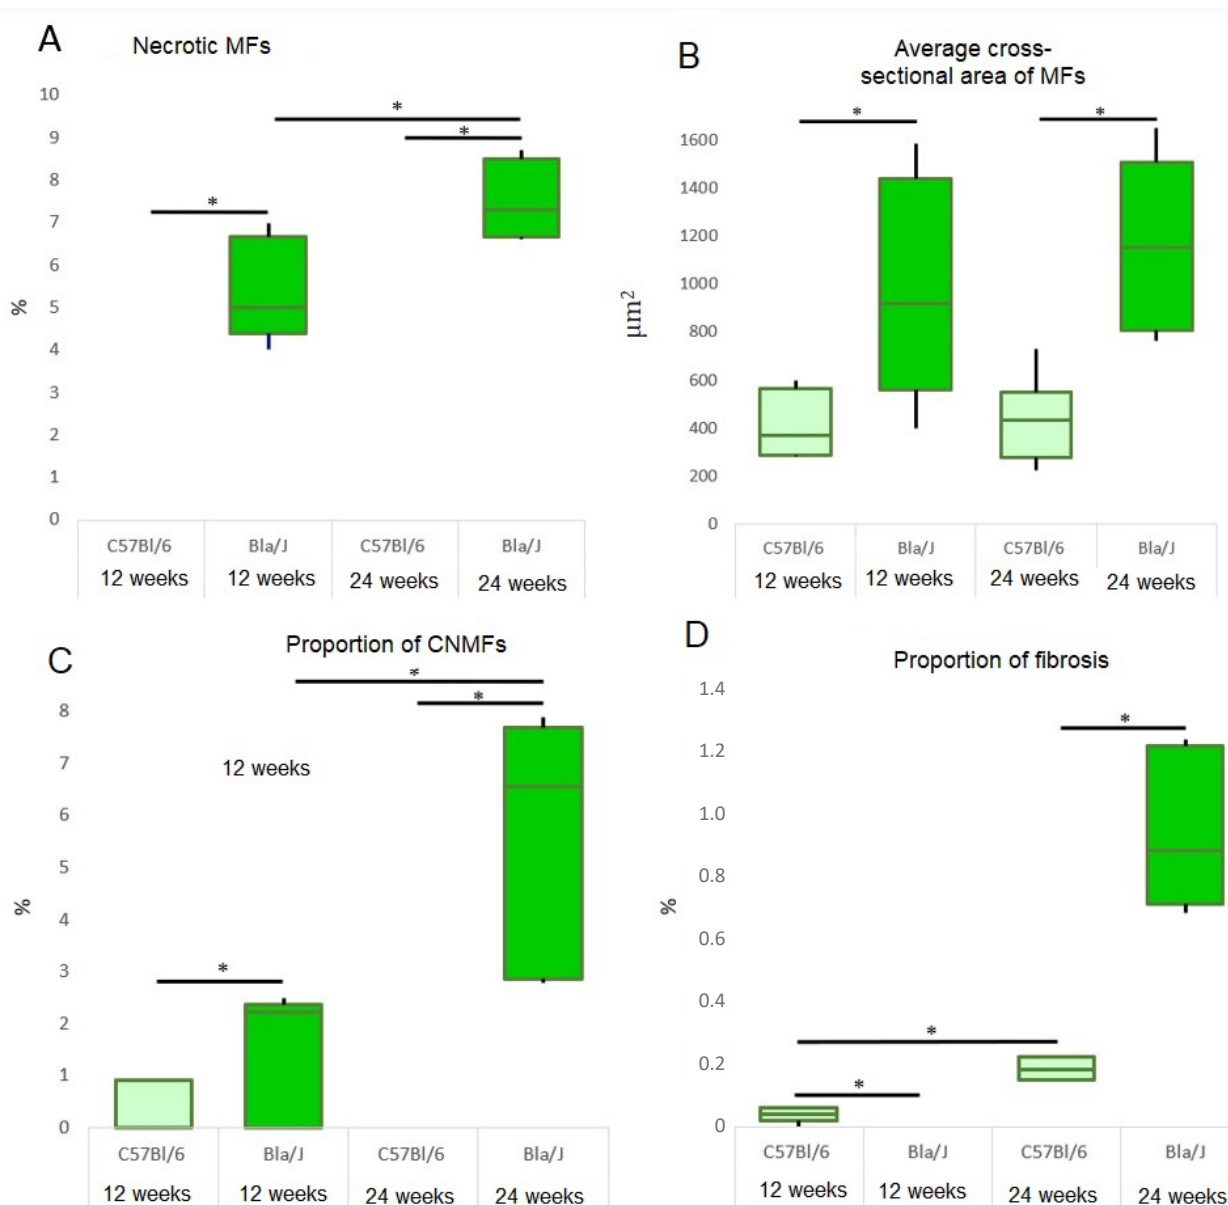 A
Necrotic MFs
10
9
8
7
6
5
4
3
2
1
0
%
*
*
*
C57Bl/6
Bla/J
C57Bl/6
Bla/J
12 weeks
12 weeks
24 weeks
24 weeks
B
Average cross-
sectional area of MFs
1600
1400
1200
1000
800
600
400
200
0
μm²
*
*
C57Bl/6
Bla/J
C57Bl/6
Bla/J
12 weeks
12 weeks
24 weeks
24 weeks
C
Proportion of CNMFs
8
7
6
5
4
3
2
1
0
%
*
*
12 weeks
*
C57Bl/6
Bla/J
C57Bl/6
Bla/J
12 weeks
12 weeks
24 weeks
24 weeks
D
Proportion of fibrosis
1.4
1.2
1.0
0.8
0.6
0.4
0.2
0
%
*
*
*
C57Bl/6
Bla/J
C57Bl/6
Bla/J
12 weeks
12 weeks
24 weeks
24 weeks